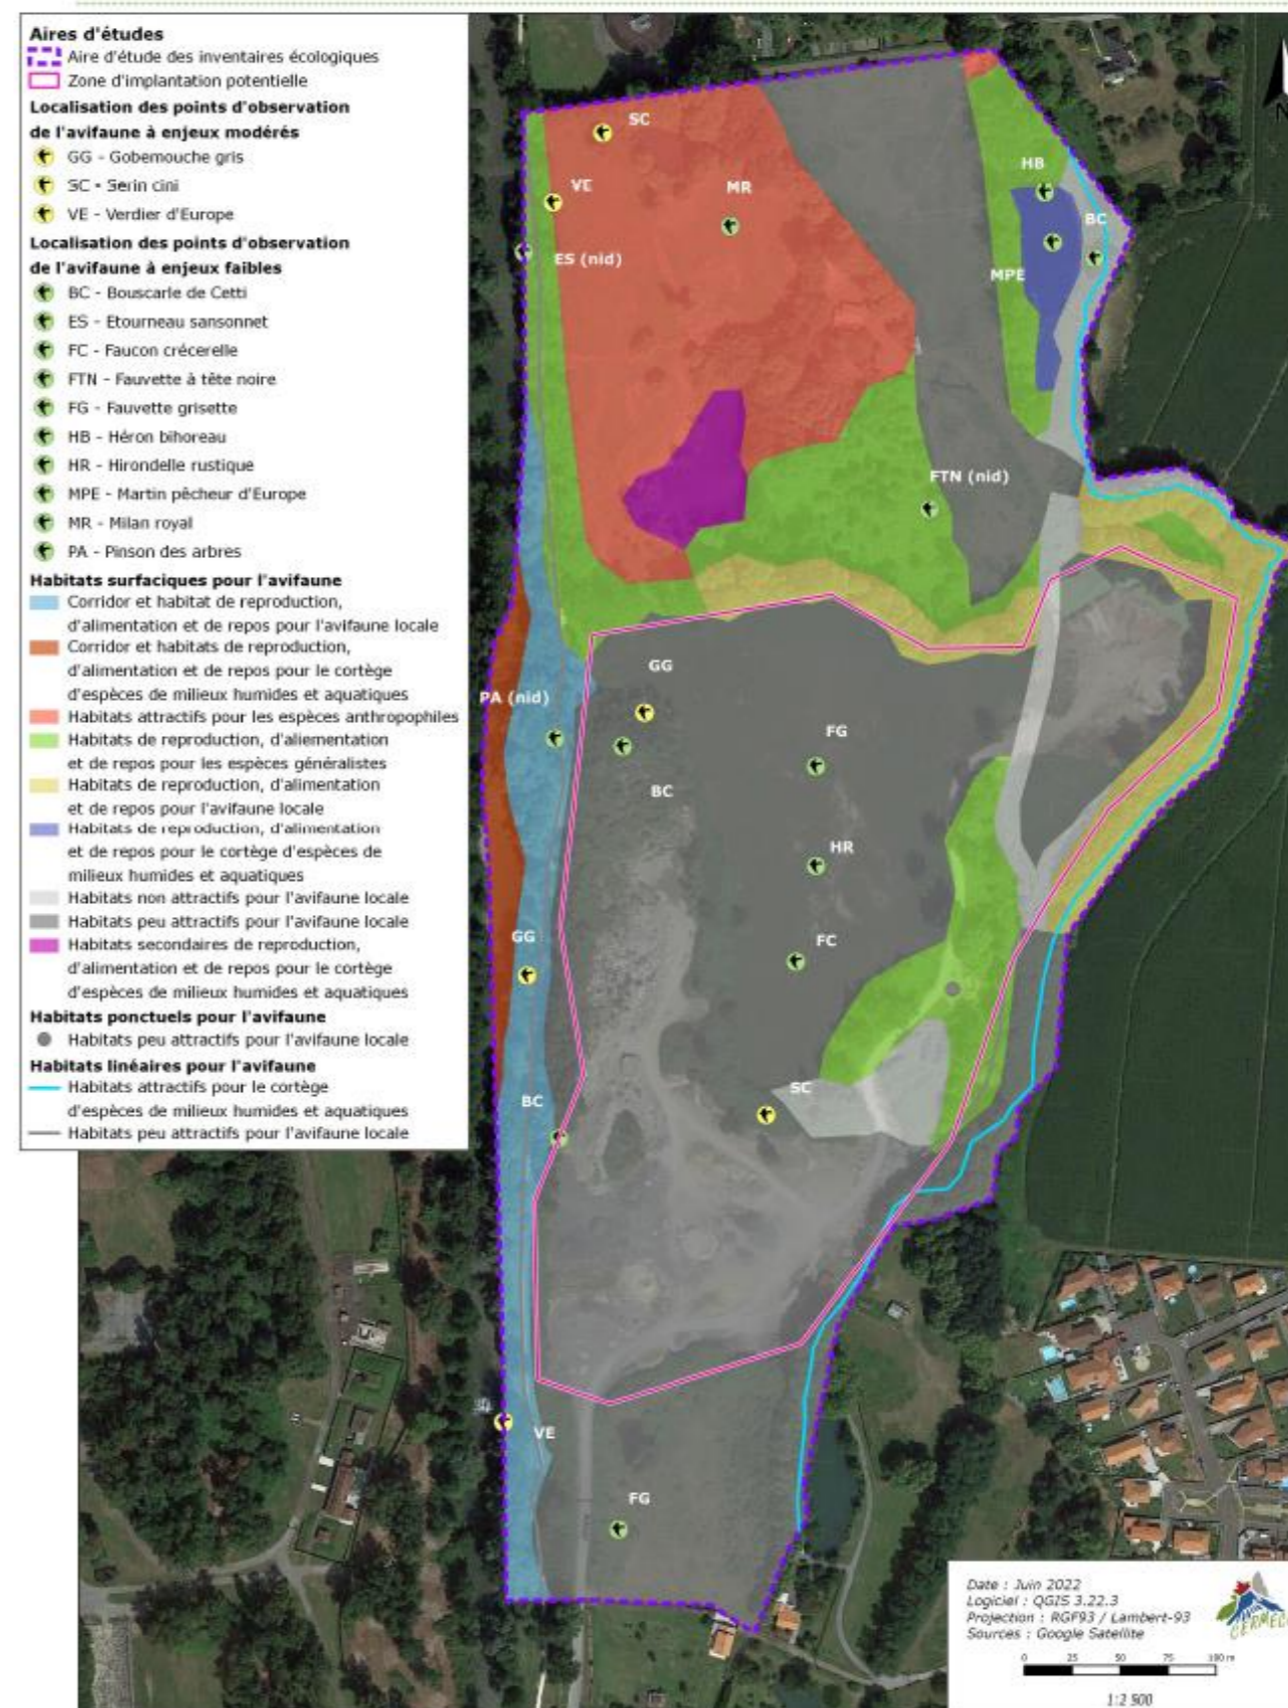 Aires d'études
Aire d'étude des inventaires écologiques
Zone d'implantation potentielle
Localisation des points d'observation
de l'avifaune à enjeux modérés
GG - Gobemouche gris
SC - Serin cini
VE - Verdier d'Europe
Localisation des points d'observation
de l'avifaune à enjeux faibles
BC - Bouscarle de Cetti
ES - Etourneau sansonnet
FC - Faucon crécerelle
FTN - Fauvette à tête noire
FG - Fauvette grisette
HB - Héron bihoreau
HR - Hirondelle rustique
MPE - Martin pêcheur d'Europe
MR - Milan royal
PA - Pinson des arbres
Habitats surfaciques pour l'avifaune
Corridor et habitat de reproduction,
d'alimentation et de repos pour l'avifaune locale
Corridor et habitats de reproduction,
d'alimentation et de repos pour le cortège
d'espèces de milieux humides et aquatiques
Habitats attractifs pour les espèces anthropophiles
Habitats de reproduction, d'aliementation
et de repos pour les espèces généralistes
Habitats de reproduction, d'alimentation
et de repos pour l'avifaune locale
Habitats de reproduction, d'alimentation
et de repos pour le cortège d'espèces de
milieux humides et aquatiques
Habitats non attractifs pour l'avifaune locale
Habitats peu attractifs pour l'avifaune locale
Habitats secondaires de reproduction,
d'alimentation et de repos pour le cortège
d'espèces de milieux humides et aquatiques
Habitats ponctuels pour l'avifaune
Habitats peu attractifs pour l'avifaune locale
Habitats linéaires pour l'avifaune
Habitats attractifs pour le cortège
d'espèces de milieux humides et aquatiques
Habitats peu attractifs pour l'avifaune locale
SC
VE
MR
HB
BC
ES (nid)
MPE
FTN (nid)
GG
PA (nid)
FG
BC
HR
GG
FC
SC
BC
VE
FG
N
Date : Juin 2022
Logiciel : QGIS 3.22.3
Projection : RGF93 / Lambert-93
Sources : Google Satellite
CERMECO
0 25 50 75 100 m
1:2 500